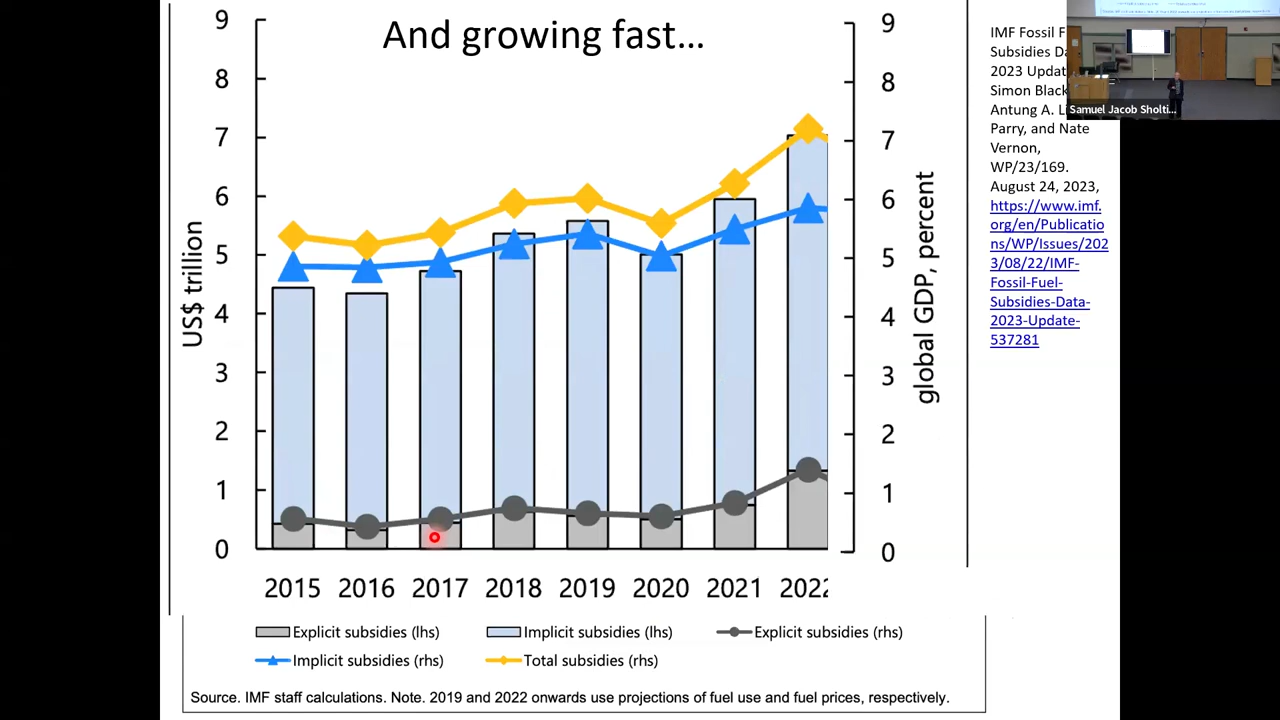 And growing fast…
9
8
7
6
5
4
3
2
1
0
US$ trillion
9
8
7
6
5
4
3
2
1
0
global GDP, percent
2015 2016 2017 2018 2019 2020 2021 2022
Explicit subsidies (lhs) Implicit subsidies (lhs) Explicit subsidies (rhs)
Implicit subsidies (rhs) Total subsidies (rhs)
Source. IMF staff calculations. Note. 2019 and 2022 onwards use projections of fuel use and fuel prices, respectively.
IMF Fossil F
Subsidies Da
2023 Updat
Simon Black
Antung A. Li
Parry, and Nate
Vernon,
WP/23/169.
August 24, 2023,
https://www.imf.
org/en/Publicatio
ns/WP/Issues/202
3/08/22/IMF-
Fossil-Fuel-
Subsidies-Data-
2023-Update-
537281
Samuel Jacob Sholti...